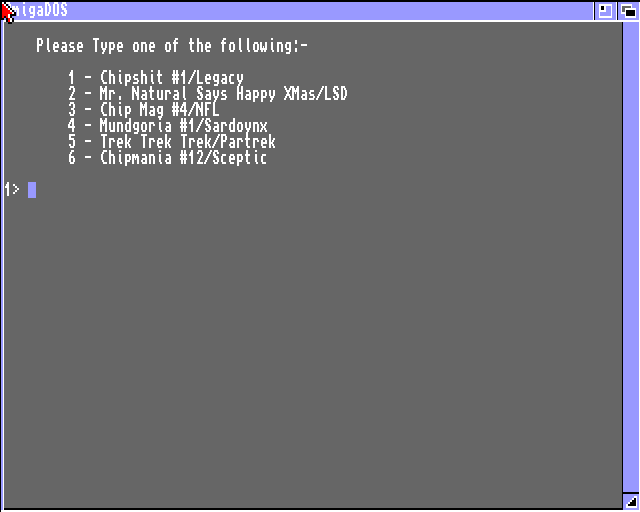 migaDOS
Please Type one of the following:-
1 - Chipshit #1/Legacy
2 - Mr. Natural Says Happy XMas/LSD
3 - Chip Mag #4/NFL
4 - Mundgoria #1/Sardoynx
5 - Trek Trek Trek/Partrek
6 - Chipmania #12/Sceptic
1>